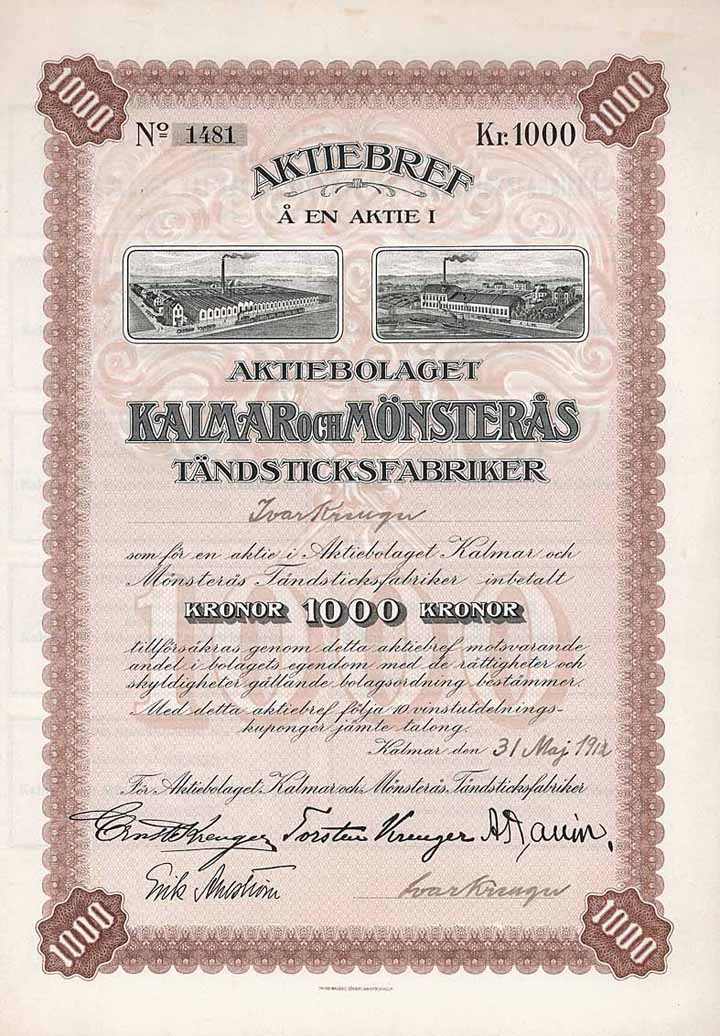 1000
1000
Nº 1481
Kr. 1000
AKTIEBREF
Å EN AKTIE I
AKTIEBOLAGET
KALMAR OCH MÖNSTERÅS
TÄNDSTICKSFABRIKER
Ivar Kreuger
som för en aktie i Aktiebolaget Kalmar och
Mönsterås Tändsticksfabriker inbetalt
KRONOR 1000 KRONOR
tillförsäkras genom detta aktiebref motsvarande
andel i bolagets egendom med de rättigheter och
skyldigheter gällande bolagsordning bestämmer.
Med detta aktiebref följa 10 vinstutdelnings-
kuponger jämte talong.
Kalmar den 31 Maj 1912
För Aktiebolaget Kalmar och Mönsterås Tändsticksfabriker
Ernst A Kreuger Torsten Kreuger
Erik Ahlström Ivar Kreuger
1000
1000